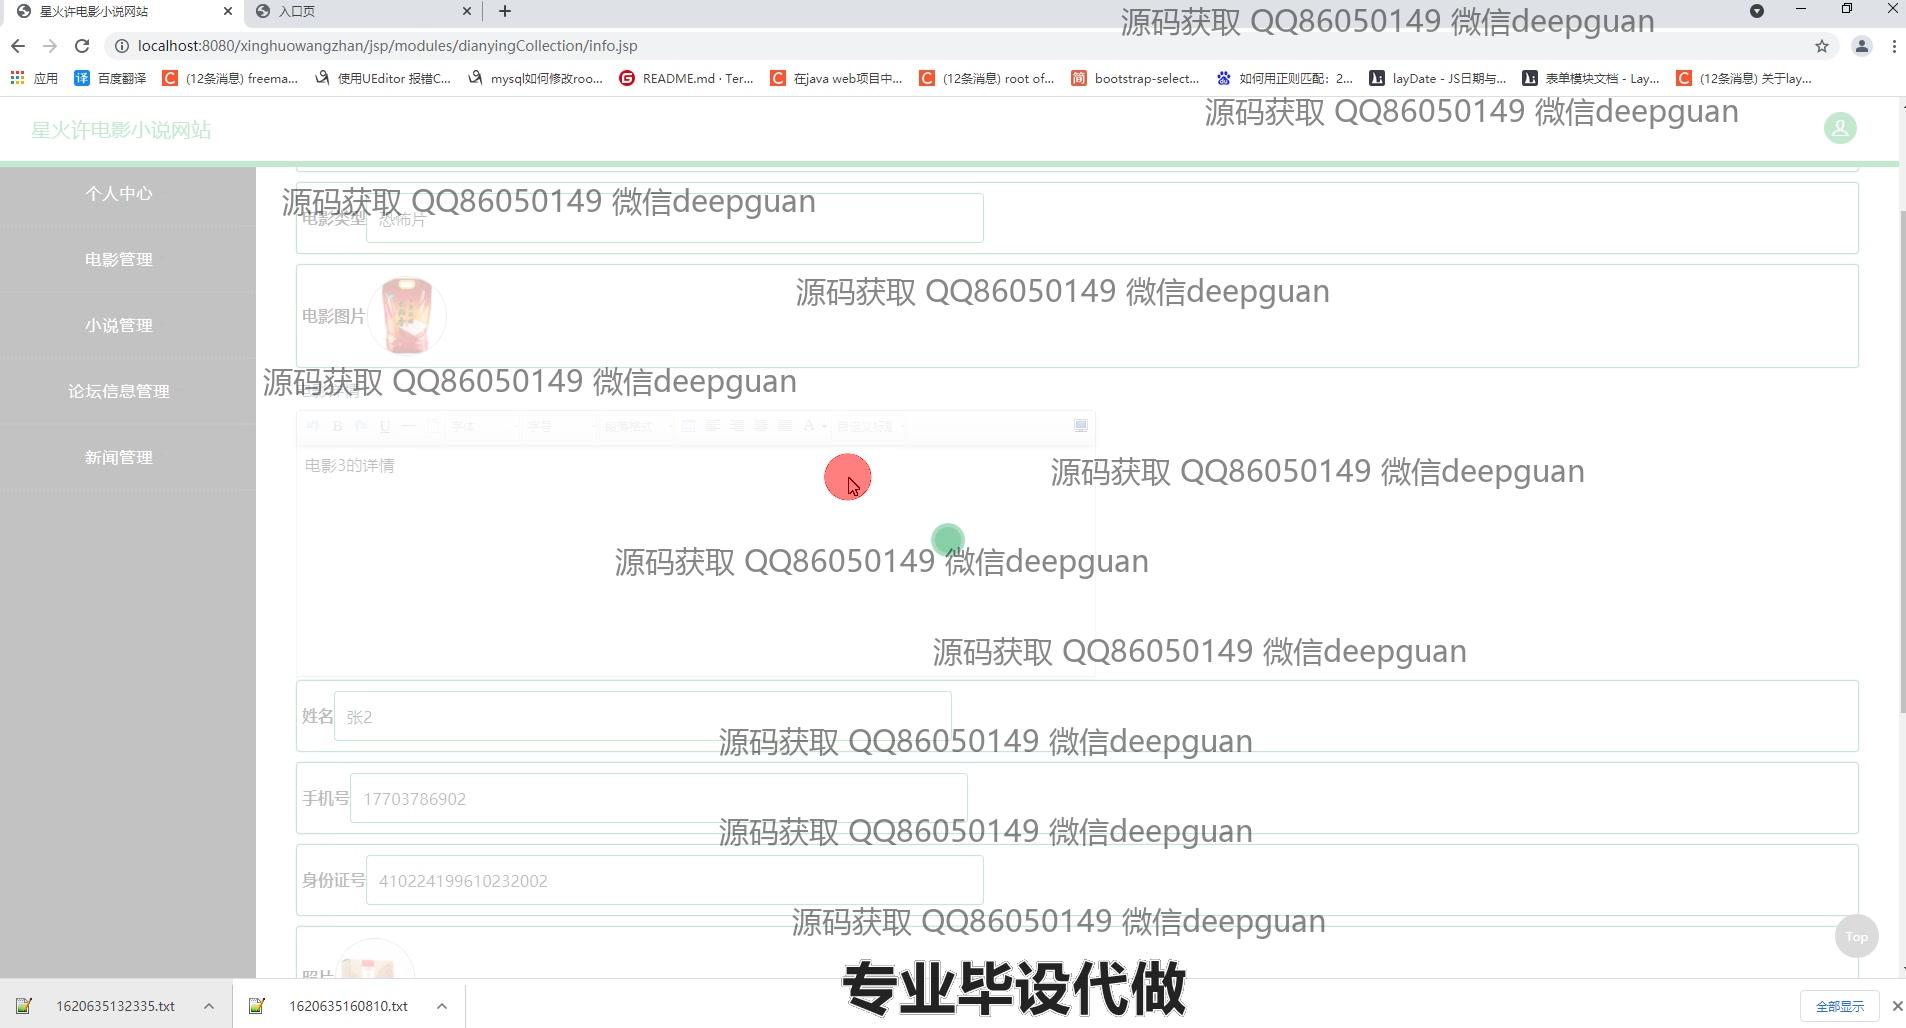 星火许电影小说网站
入口页
源码获取 QQ86050149 微信deepguan
localhost:8080/xinghuowangzhan/jsp/modules/dianyingCollection/info.jsp
应用
百度翻译
(12条消息) freema...
使用UEditor 报错C...
mysql如何修改roo...
README.md · Ter...
在java web项目中...
(12条消息) root of...
bootstrap-select...
如何用正则匹配：2...
layDate - JS日期与...
表单模块文档 - Lay...
(12条消息) 关于lay...
源码获取 QQ86050149 微信deepguan
星火许电影小说网站
个人中心
源码获取 QQ86050149 微信deepguan
电影类型 恐怖片
电影管理
源码获取 QQ86050149 微信deepguan
电影图片
小说管理
源码获取 QQ86050149 微信deepguan
论坛信息管理
字体 字号 段落格式 自定义标题
新闻管理
电影3的详情
源码获取 QQ86050149 微信deepguan
源码获取 QQ86050149 微信deepguan
源码获取 QQ86050149 微信deepguan
姓名 张2
源码获取 QQ86050149 微信deepguan
手机号 17703786902
源码获取 QQ86050149 微信deepguan
身份证号 410224199610232002
源码获取 QQ86050149 微信deepguan
Top
照片
专业毕设代做
1620635132335.txt
1620635160810.txt
全部显示